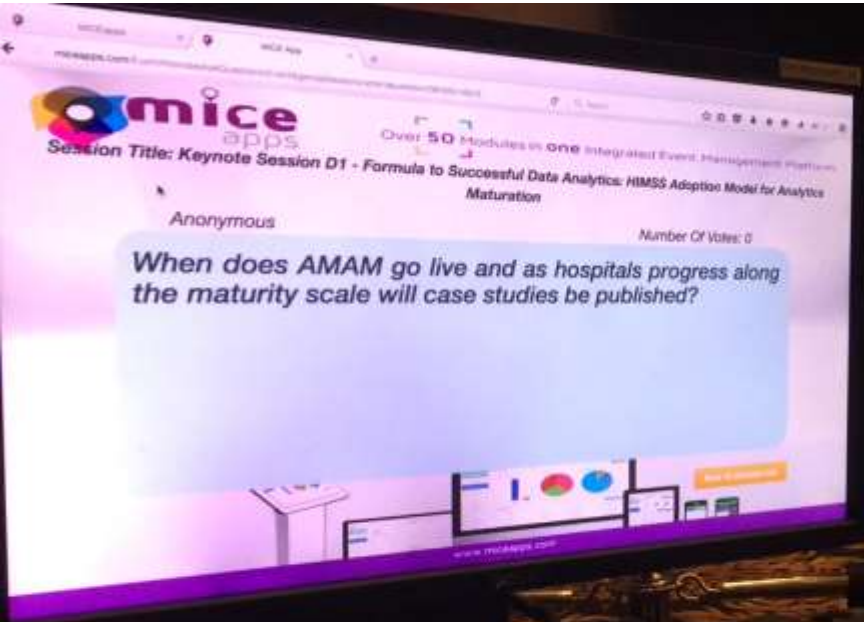 mice
apps
Over 50 Modules in one Integrated Event Management Platform
Session Title: Keynote Session D1 - Formula to Successful Data Analytics: HIMSS Adoption Model for Analytics
Maturation
Anonymous
Number Of Votes: 0
When does AMAM go live and as hospitals progress along
the maturity scale will case studies be published?
www.miceapps.com